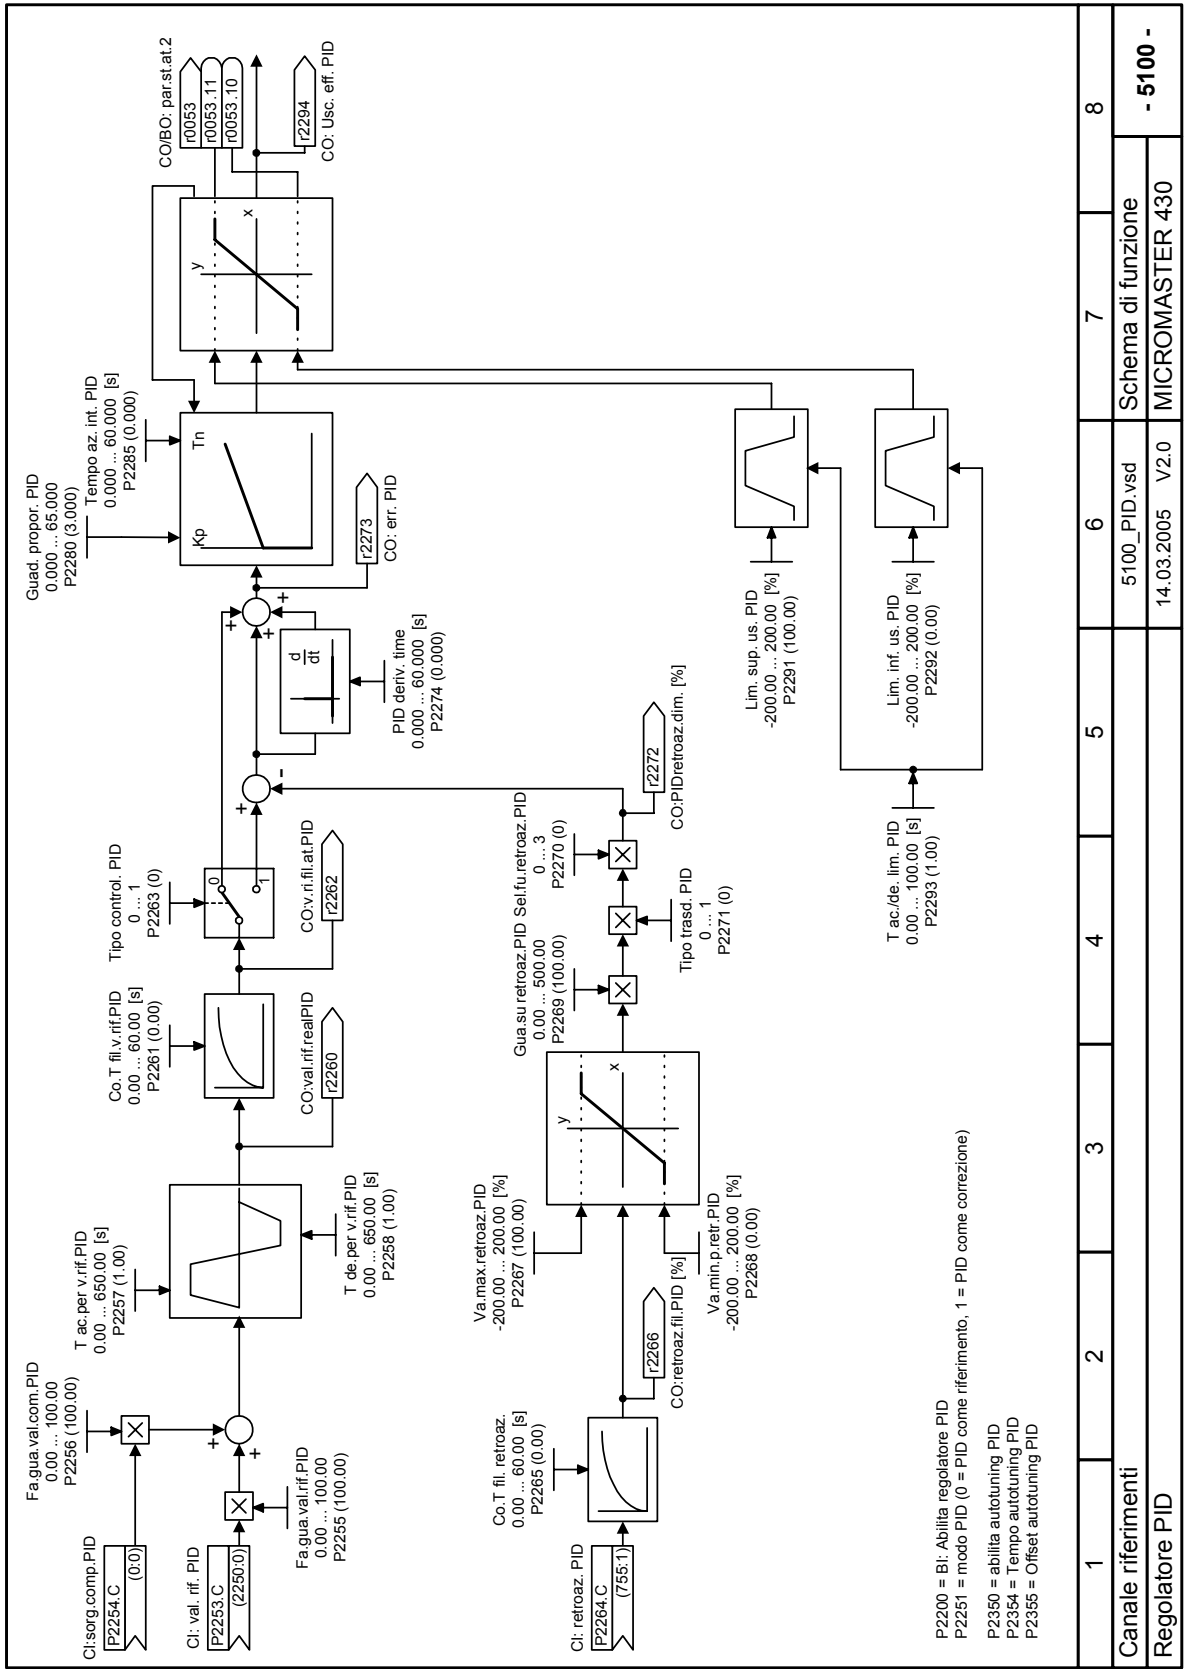 CI:sorg.comp.PID
P2254.C
(0:0)
Fa.gua.val.com.PID
0.00 ... 100.00
P2256 (100.00)
CI: val. rif. PID
P2253.C
(2250:0)
Fa.gua.val.rif.PID
0.00 ... 100.00
P2255 (100.00)
+
+
T ac.per v.rif.PID
0.00 ... 650.00 [s]
P2257 (1.00)
T de.per v.rif.PID
0.00 ... 650.00 [s]
P2258 (1.00)
CO:val.rif.realPID
r2260
Co.T fil.v.rif.PID
0.00 ... 60.00 [s]
P2261 (0.00)
CO:v.ri.fil.at.PID
r2262
Tipo control. PID
0 ... 1
P2263 (0)
0
1
+
-
PID deriv. time
0.000 ... 60.000 [s]
P2274 (0.000)
d
dt
+
+
+
r2273
CO: err. PID
Guad. propor. PID
0.000 ... 65.000
P2280 (3.000)
Tempo az. int. PID
0.000 ... 60.000 [s]
P2285 (0.000)
Kp
Tn
y
x
CO/BO: par.st.at.2
r0053
r0053.11
r0053.10
r2294
CO: Usc. eff. PID
CI: retroaz. PID
P2264.C
(755:1)
Co.T fil. retroaz.
0.00 ... 60.00 [s]
P2265 (0.00)
r2266
CO:retroaz.fil.PID [%]
Va.max.retroaz.PID
-200.00 ... 200.00 [%]
P2267 (100.00)
Va.min.p.retr.PID
-200.00 ... 200.00 [%]
P2268 (0.00)
y
x
Gua.su retroaz.PID
0.00 ... 500.00
P2269 (100.00)
Tipo trasd. PID
0 ... 1
P2271 (0)
Sel.fu.retroaz.PID
0 ... 3
P2270 (0)
r2272
CO:PIDretroaz.dim. [%]
Lim. sup. us. PID
-200.00 ... 200.00 [%]
P2291 (100.00)
Lim. inf. us. PID
-200.00 ... 200.00 [%]
P2292 (0.00)
T ac./de. lim. PID
0.00 ... 100.00 [s]
P2293 (1.00)
P2200 = BI: Abilita regolatore PID
P2251 = modo PID (0 = PID come riferimento, 1 = PID come correzione)
P2350 = abilita autotuning PID
P2354 = Tempo autotuning PID
P2355 = Offset autotuning PID
1 2 3 4 5 6 7 8
Canale riferimenti
Regolatore PID
5100_PID.vsd
14.03.2005 V2.0
Schema di funzione
MICROMASTER 430
- 5100 -